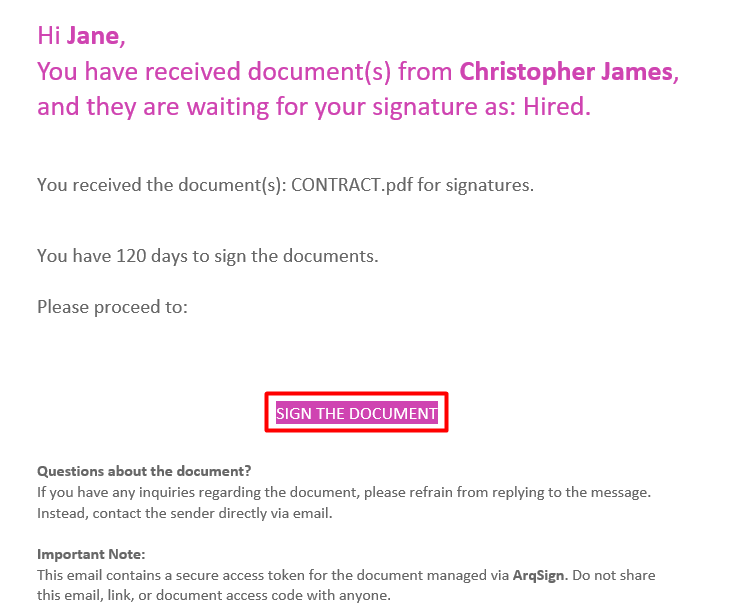 Hi Jane,
You have received document(s) from Christopher James,
and they are waiting for your signature as: Hired.
You received the document(s): CONTRACT.pdf for signatures.
You have 120 days to sign the documents.
Please proceed to:
SIGN THE DOCUMENT
Questions about the document?
If you have any inquiries regarding the document, please refrain from replying to the message.
Instead, contact the sender directly via email.
Important Note:
This email contains a secure access token for the document managed via ArqSign. Do not share
this email, link, or document access code with anyone.